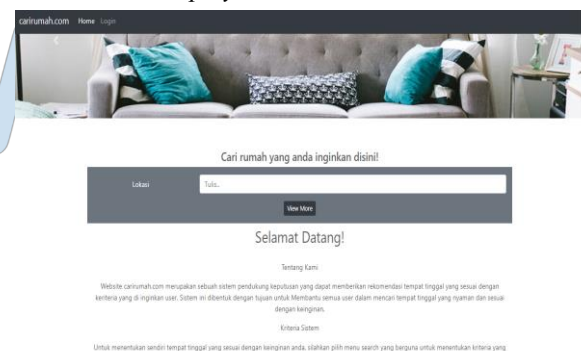 carirumah.com Home Login
Cari rumah yang anda inginkan disini!
Lokasi Tulis..
View More
Selamat Datang!
Tentang Kami
Website carirumah.com merupakan sebuah sistem pendukung keputusan yang dapat memberikan rekomendasi tempat tinggal yang sesuai dengan
keriteria yang di inginkan user. Sistem ini dibentuk dengan tujuan untuk Membantu semua user dalam mencari tempat tinggal yang nyaman dan sesuai
dengan keinginan.
Kriteria Sistem
Untuk menentukan sendiri tempat tinggal yang sesuai dengan keinginan anda, silahkan pilih menu search yang berguna untuk menentukan kriteria yang